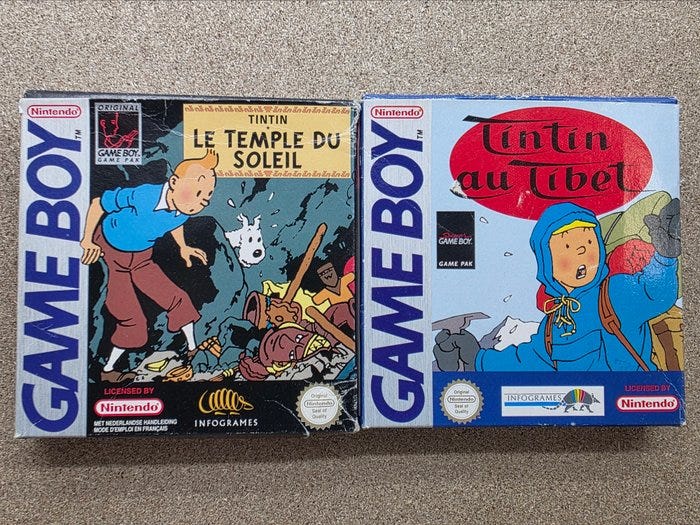 Nintendo
GAME BOY
TM
ORIGINAL
GAME BOY
GAME PAK
TINTIN
LE TEMPLE DU
SOLEIL
LICENSED BY
Nintendo
MET NEDERLANDSE HANDLEIDING
MODE D'EMPLOI EN FRANÇAIS
INFOGRAMES
Original
Nintendo
Seal of
Quality
Nintendo
GAME BOY
TM
Tintin
au Tibet
GAME BOY
GAME PAK
Original
Nintendo
Seal of
Quality
INFOGRAMES
LICENSED BY
Nintendo